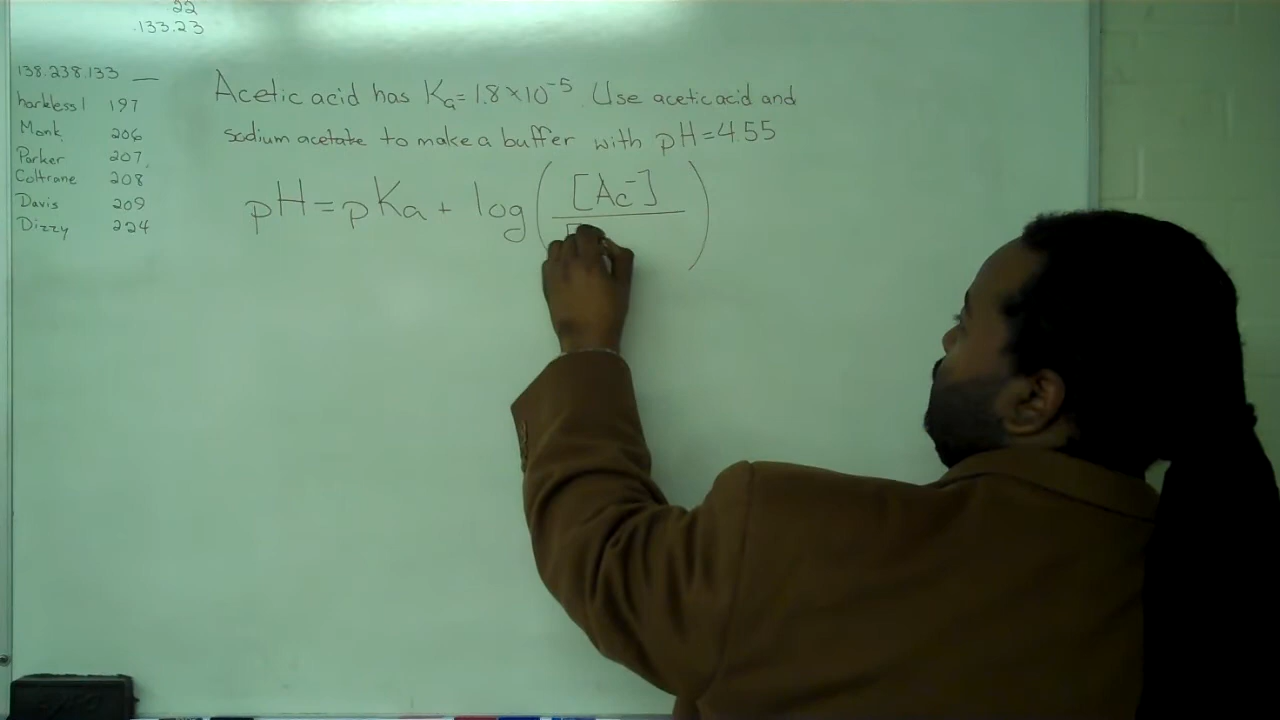 22
.133.23
138.238.133 __
harkless1 197
Monk 206
Parker 207
Coltrane 208
Davis 209
Dizzy 224
Acetic acid has Ka=1.8×10⁻⁵. Use acetic acid and
sodium acetate to make a buffer with pH=4.55
pH=pKa + log([Ac⁻]/[